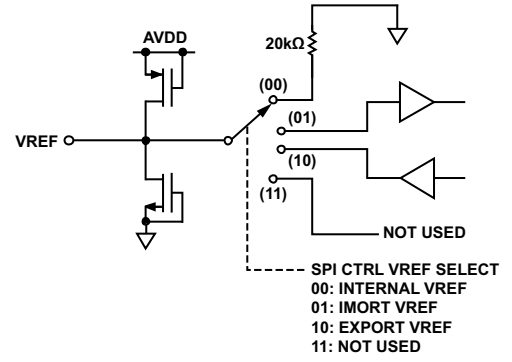 20kΩ
AVDD
(00)
(01)
VREF
(10)
(11)
NOT USED
SPI CTRL VREF SELECT
00: INTERNAL VREF
01: IMORT VREF
10: EXPORT VREF
11: NOT USED